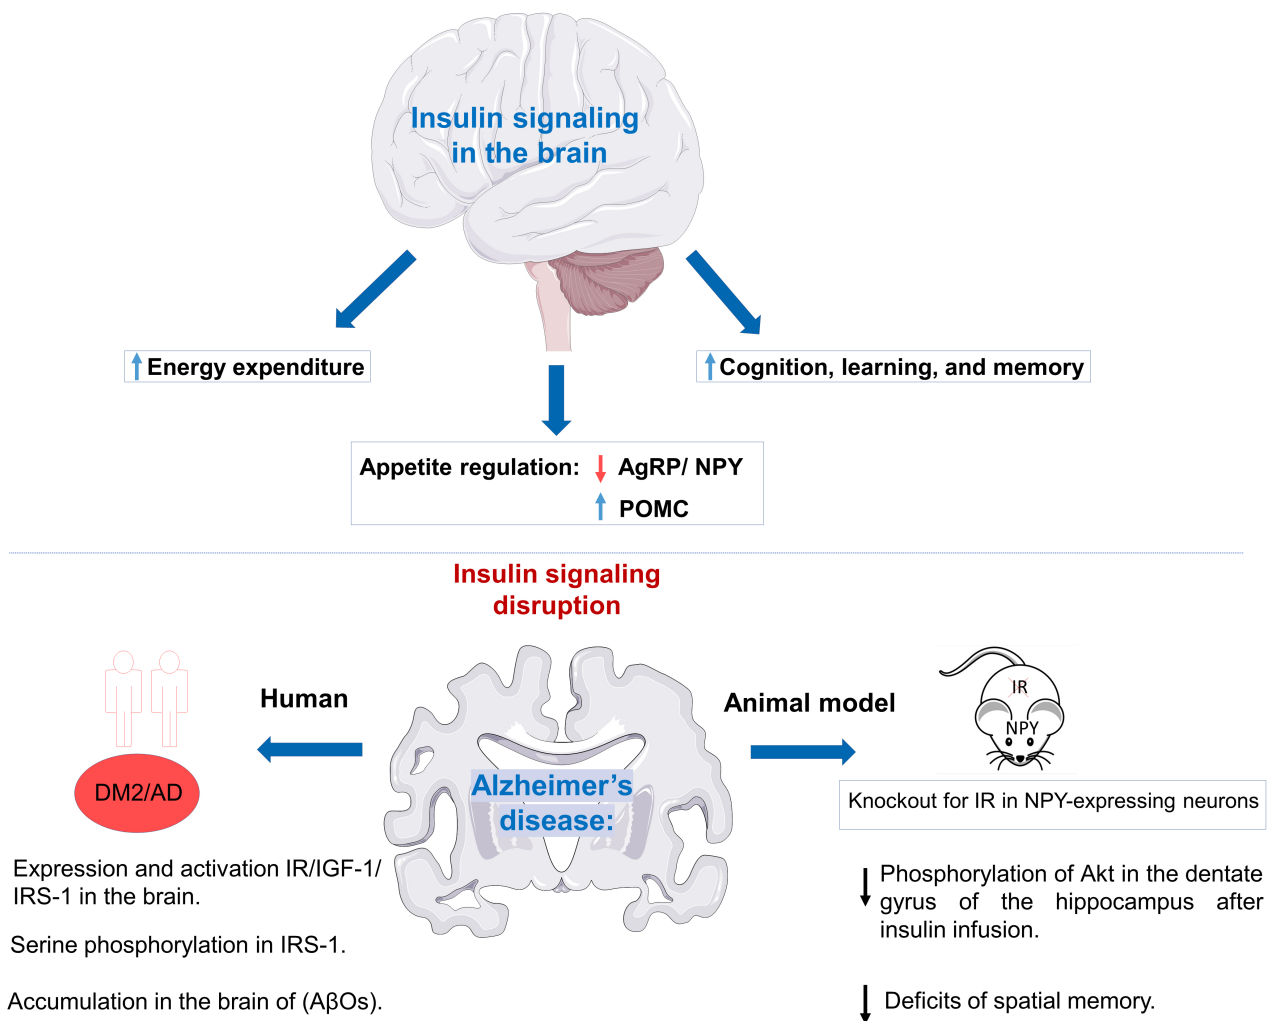 Insulin signaling
in the brain
Energy expenditure
Cognition, learning, and memory
Appetite regulation: AgRP/ NPY
POMC
Insulin signaling
disruption
Human
Animal model
IR
NPY
DM2/AD
Alzheimer’s
disease:
Knockout for IR in NPY-expressing neurons
Expression and activation IR/IGF-1/
IRS-1 in the brain.
Serine phosphorylation in IRS-1.
Accumulation in the brain of (AβOs).
Phosphorylation of Akt in the dentate
gyrus of the hippocampus after
insulin infusion.
Deficits of spatial memory.